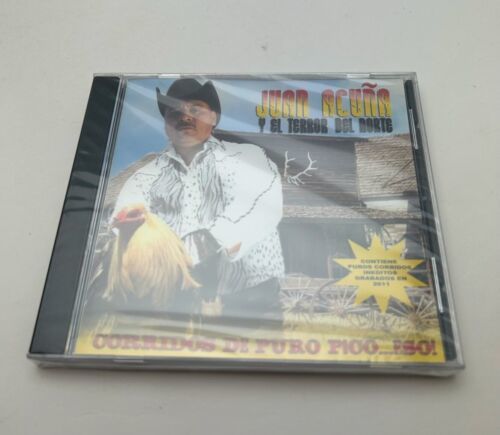 JUAN ACUÑA
Y EL TERROR DEL NORTE
CONTIENE
PUROS CORRIDOS
INEDITOS
GRABADOS EN
2011
CORRIDOS DE PURO PICO...¡SO!